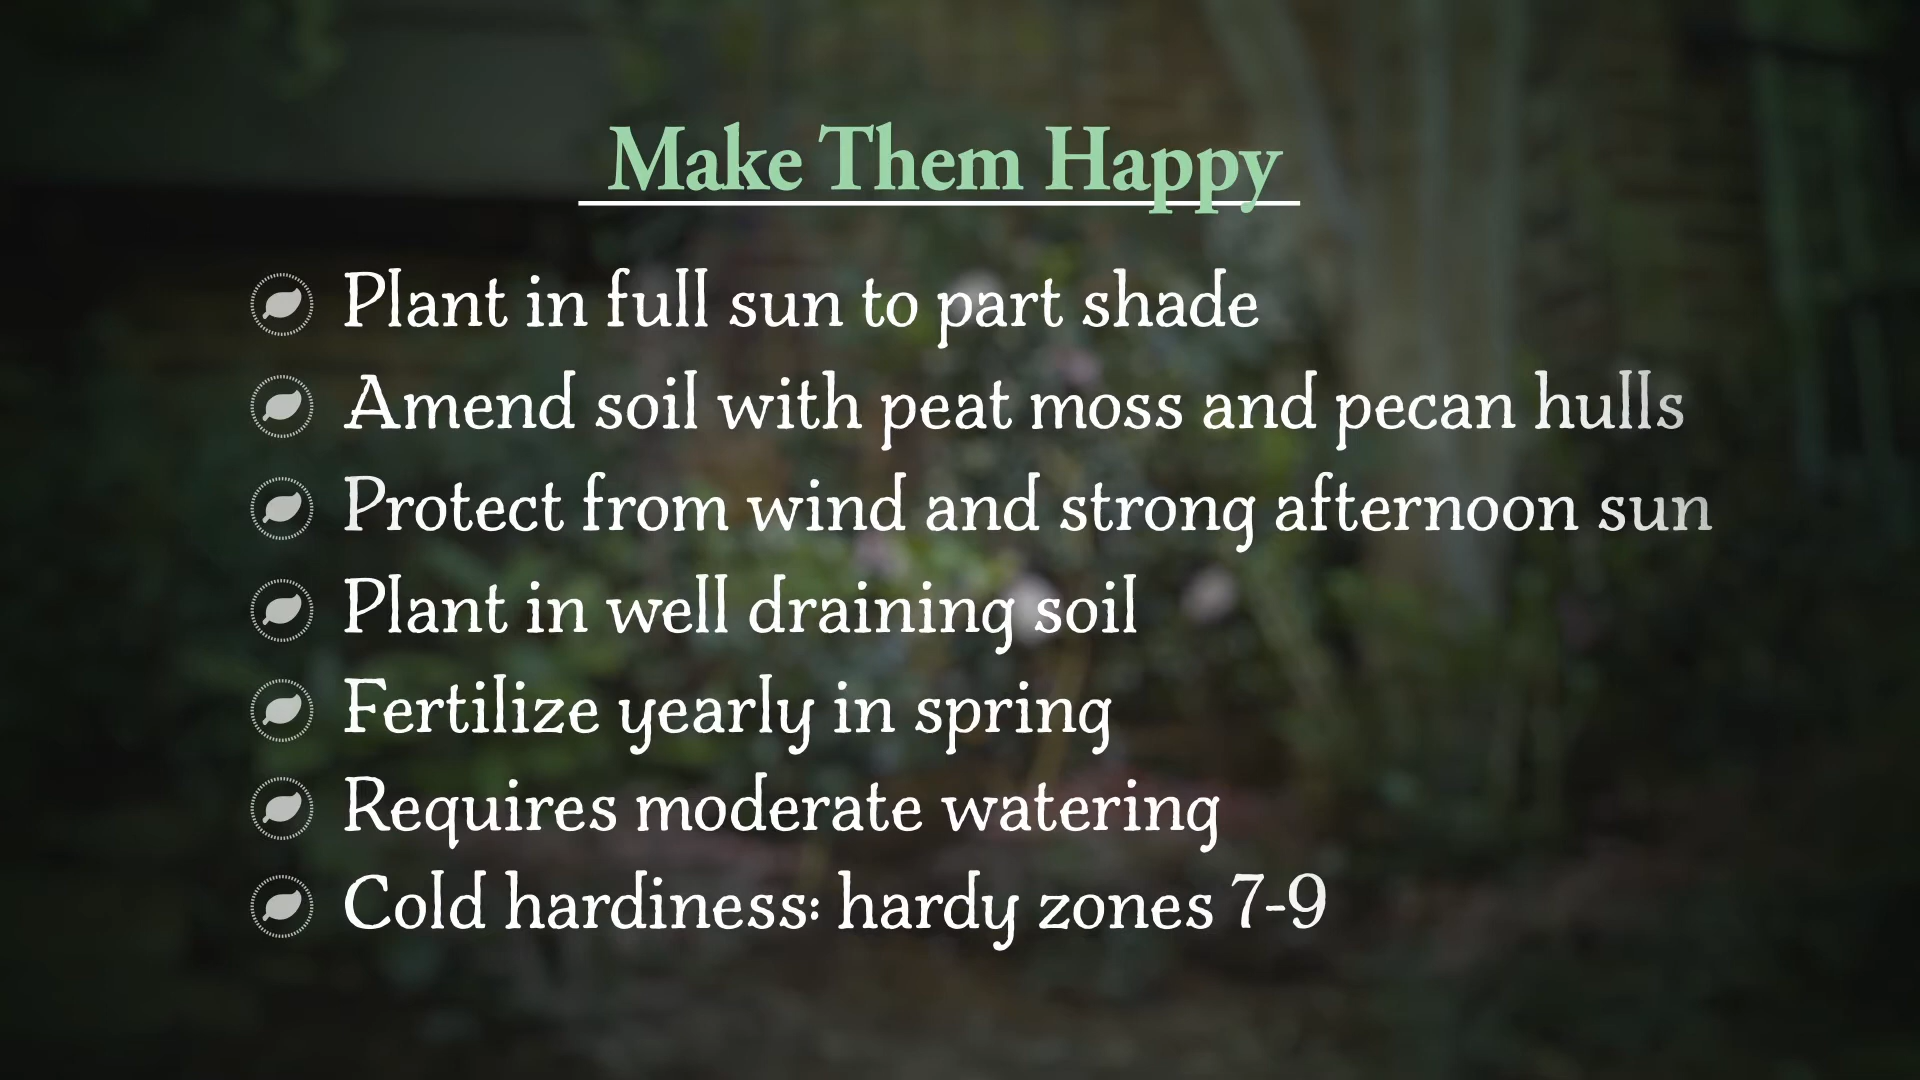 Make Them Happy
Plant in full sun to part shade
Amend soil with peat moss and pecan hulls
Protect from wind and strong afternoon sun
Plant in well draining soil
Fertilize yearly in spring
Requires moderate watering
Cold hardiness: hardy zones 7-9